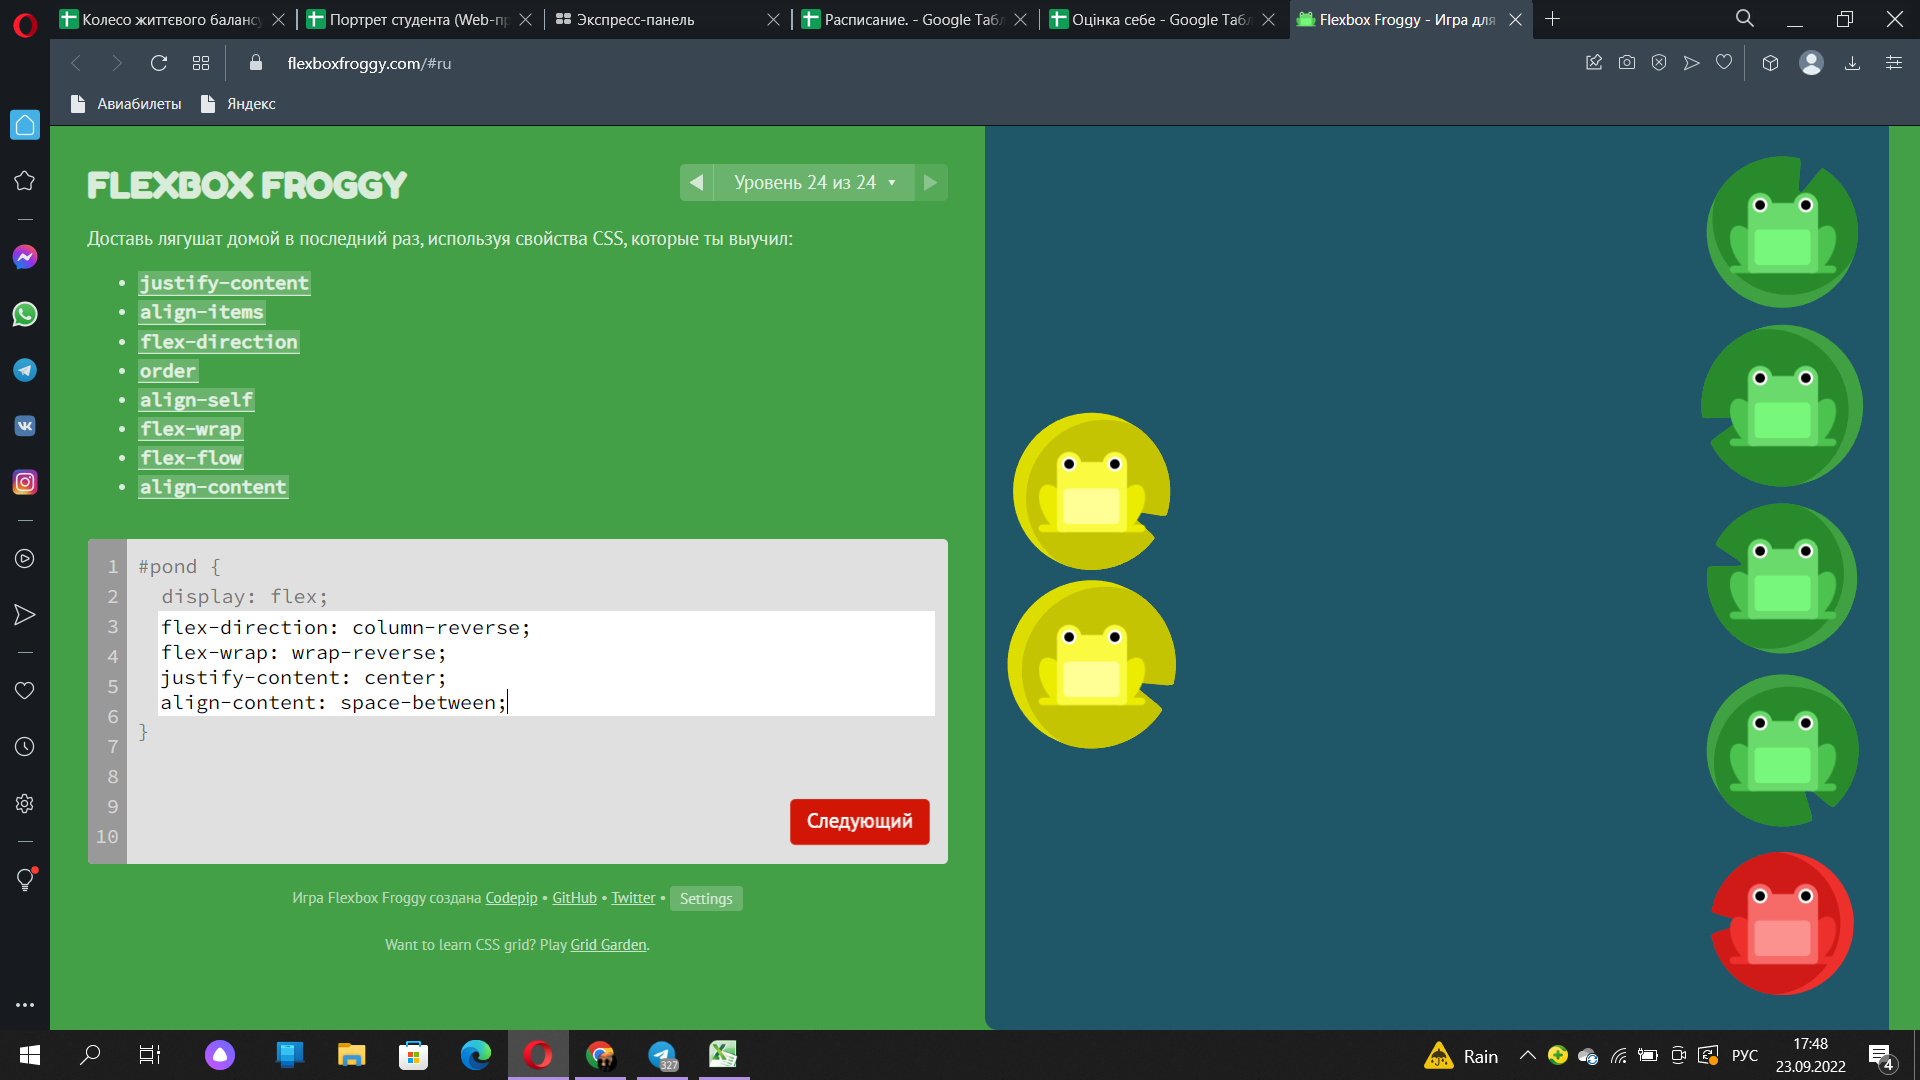 Колесо життєвого балансу
Портрет студента (Web-пр
Экспресс-панель
Расписание. - Google Табл
Оцінка себе - Google Табл
Flexbox Froggy - Игра для
flexboxfroggy.com/#ru
Авиабилеты
Яндекс
FLEXBOX FROGGY
Уровень 24 из 24
Доставь лягушат домой в последний раз, используя свойства CSS, которые ты выучил:
justify-content
align-items
flex-direction
order
align-self
flex-wrap
flex-flow
align-content
1 #pond {
2 display: flex;
3 flex-direction: column-reverse;
4 flex-wrap: wrap-reverse;
5 justify-content: center;
6 align-content: space-between;
7 }
8
9
10
Следующий
Игра Flexbox Froggy создана Codepip • GitHub • Twitter • Settings
Want to learn CSS grid? Play Grid Garden.
327
Rain
РУС
17:48
23.09.2022
4